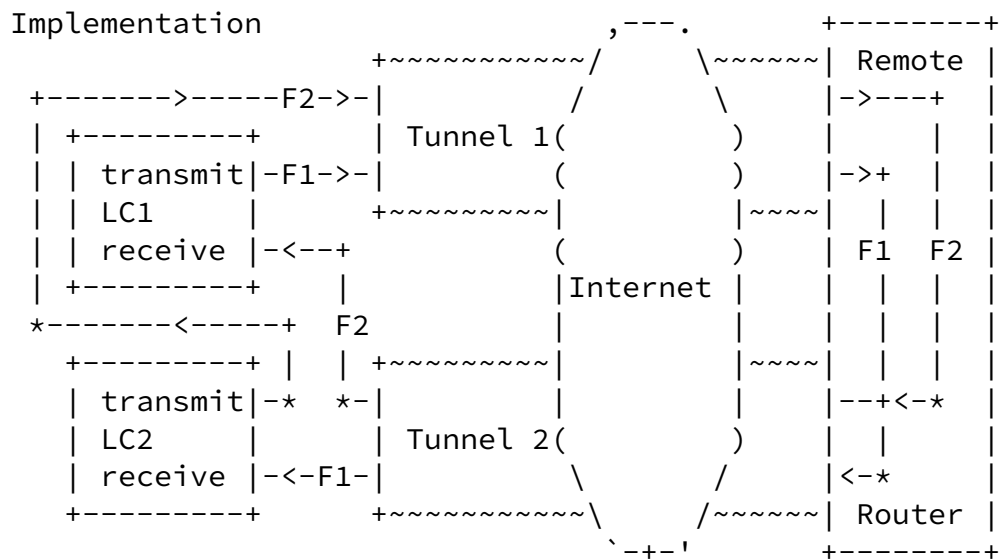 Implementation               ,---.       +--------+
                   +~~~~~~~~~~~/     \~~~~~~| Remote |
 +------->-----F2->-|          /       \     |->---+  |
 | +---------+      | Tunnel 1(         )    |     |  |
 | | transmit|-F1->-|         (         )    |->+  |  |
 | | LC1     |      +~~~~~~~~~|         |~~~~|  |  |  |
 | | receive |-<--+           (         )    | F1  F2 |
 | +---------+    |           |Internet |    |  |  |  |
 *-------<-----+  F2          |         |    |  |  |  |
   +---------+ |  | +~~~~~~~~~|         |~~~~|  |  |  |
   | transmit|-*  *-|         |         |    |--+<-*  |
   | LC2     |      | Tunnel 2(         )    |  |     |
   | receive |-<-F1-|          \       /     |<-*     |
   +---------+      +~~~~~~~~~~~\     /~~~~~~| Router |
                                 `-+-'       +--------+